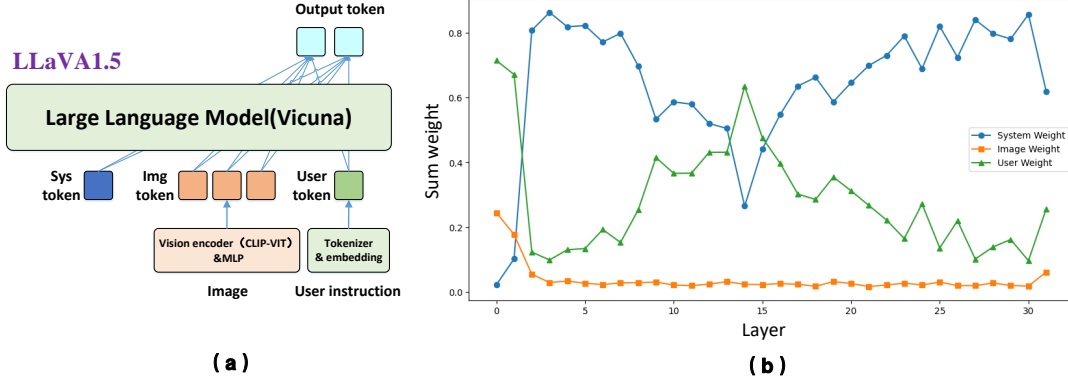 Output token
LLaVA1.5
Large Language Model(Vicuna)
Sys
token
Img
token
User
token
Vision encoder（CLIP-VIT）
&MLP
Tokenizer
& embedding
Image
User instruction
(a)
Sum weight
0.8
0.6
0.4
0.2
0.0
System Weight
Image Weight
User Weight
0
5
10
15
20
25
30
Layer
(b)